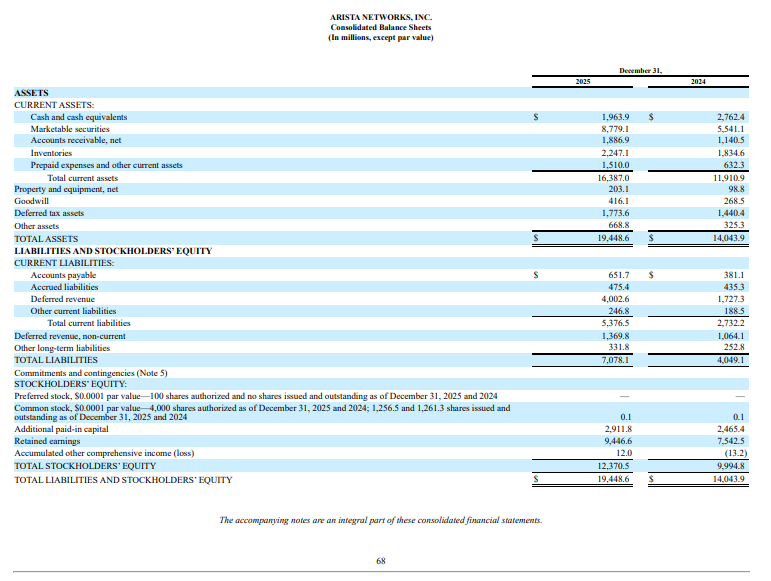 ARISTA NETWORKS, INC.
Consolidated Balance Sheets
(In millions, except par value)
December 31,
2025 2024
ASSETS
CURRENT ASSETS:
Cash and cash equivalents $ 1,963.9 $ 2,762.4
Marketable securities 8,779.1 5,541.1
Accounts receivable, net 1,886.9 1,140.5
Inventories 2,247.1 1,834.6
Prepaid expenses and other current assets 1,510.0 632.3
Total current assets 16,387.0 11,910.9
Property and equipment, net 203.1 98.8
Goodwill 416.1 268.5
Deferred tax assets 1,773.6 1,440.4
Other assets 668.8 325.3
TOTAL ASSETS $ 19,448.6 $ 14,043.9
LIABILITIES AND STOCKHOLDERS' EQUITY
CURRENT LIABILITIES:
Accounts payable $ 651.7 $ 381.1
Accrued liabilities 475.4 435.3
Deferred revenue 4,002.6 1,727.3
Other current liabilities 246.8 188.5
Total current liabilities 5,376.5 2,732.2
Deferred revenue, non-current 1,369.8 1,064.1
Other long-term liabilities 331.8 252.8
TOTAL LIABILITIES 7,078.1 4,049.1
Commitments and contingencies (Note 5)
STOCKHOLDERS' EQUITY:
Preferred stock, $0.0001 par value—100 shares authorized and no shares issued and outstanding as of December 31, 2025 and 2024 — —
Common stock, $0.0001 par value—4,000 shares authorized as of December 31, 2025 and 2024; 1,256.5 and 1,261.3 shares issued and
outstanding as of December 31, 2025 and 2024 0.1 0.1
Additional paid-in capital 2,911.8 2,465.4
Retained earnings 9,446.6 7,542.5
Accumulated other comprehensive income (loss) 12.0 (13.2)
TOTAL STOCKHOLDERS' EQUITY 12,370.5 9,994.8
TOTAL LIABILITIES AND STOCKHOLDERS' EQUITY $ 19,448.6 $ 14,043.9
The accompanying notes are an integral part of these consolidated financial statements.
68